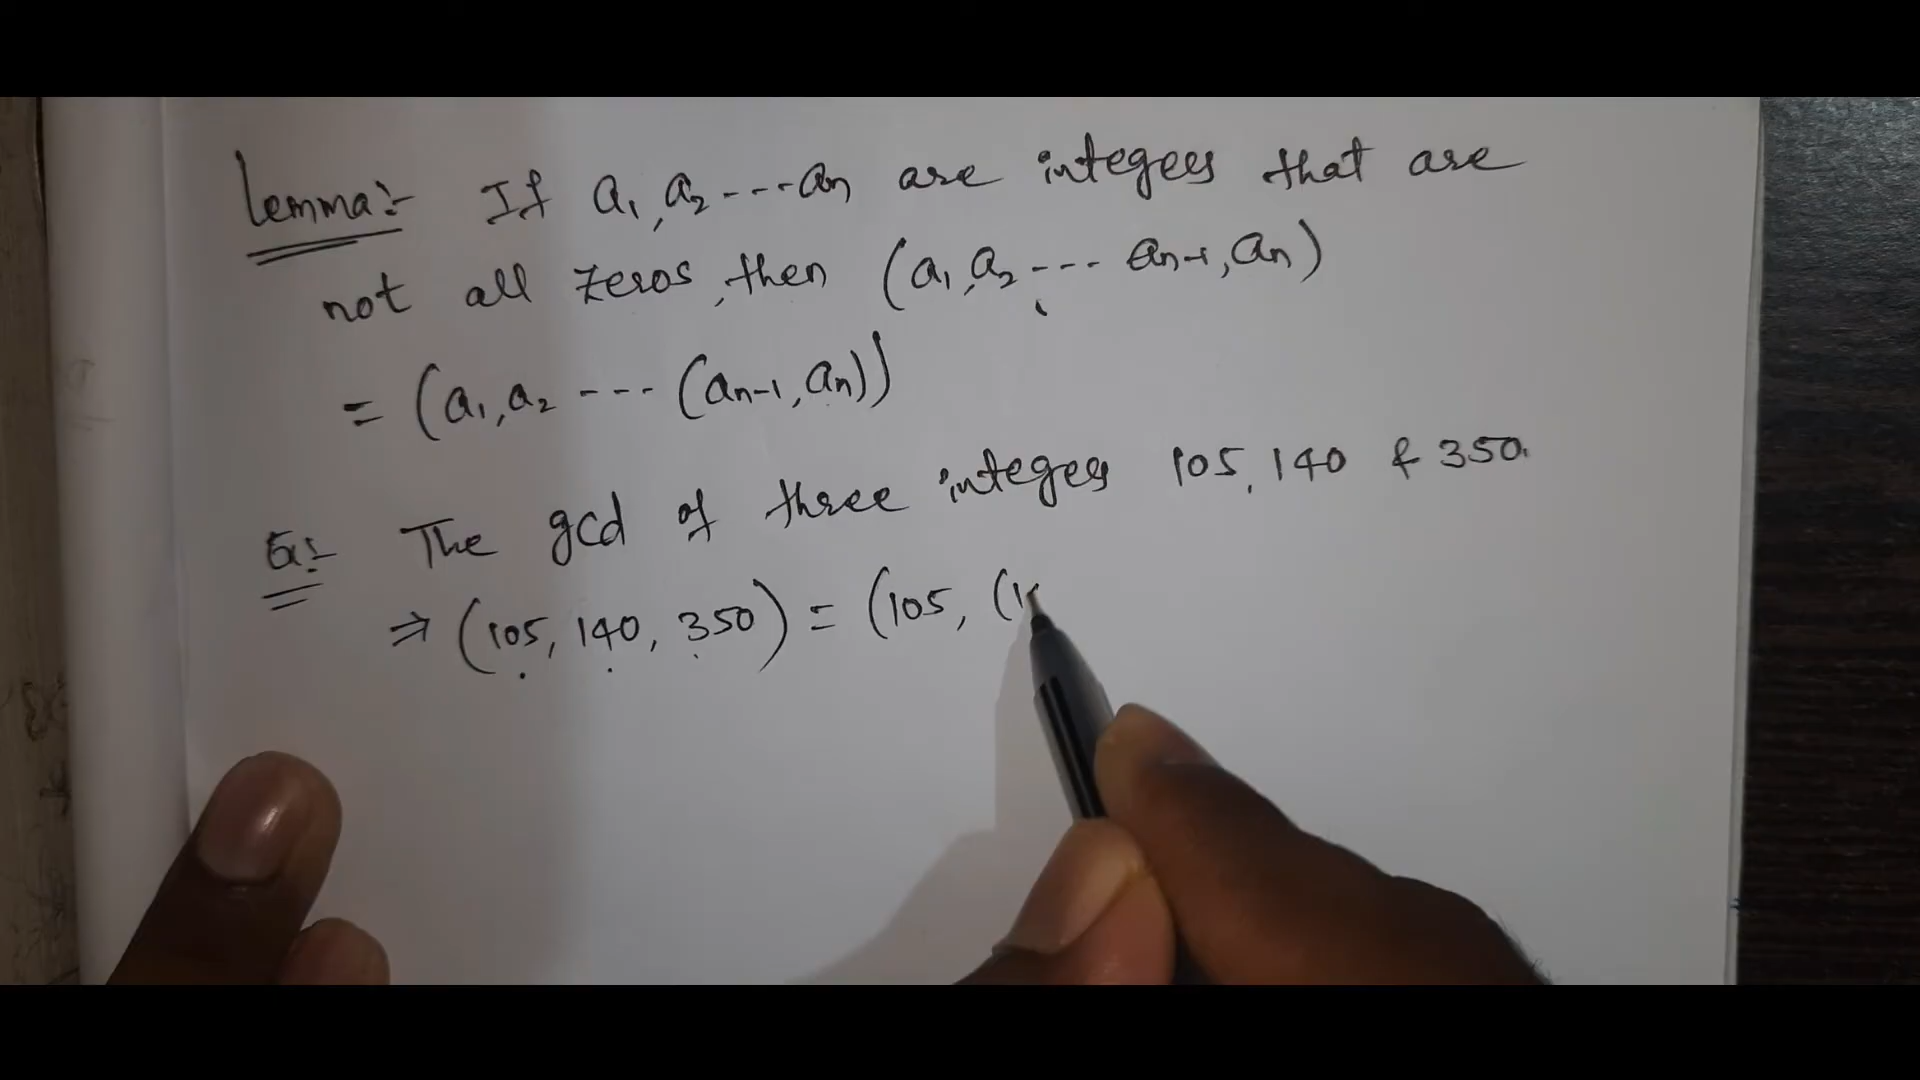 Lemma:- If a₁, a₂ ---an are integers that are
not all zeros, then (a₁, a₂ --- an-1, an)
= (a₁, a₂ --- (an-1, an))
Ex:- The gcd of three integers 105, 140 & 350.
⇒ (105, 140, 350) = (105, (1